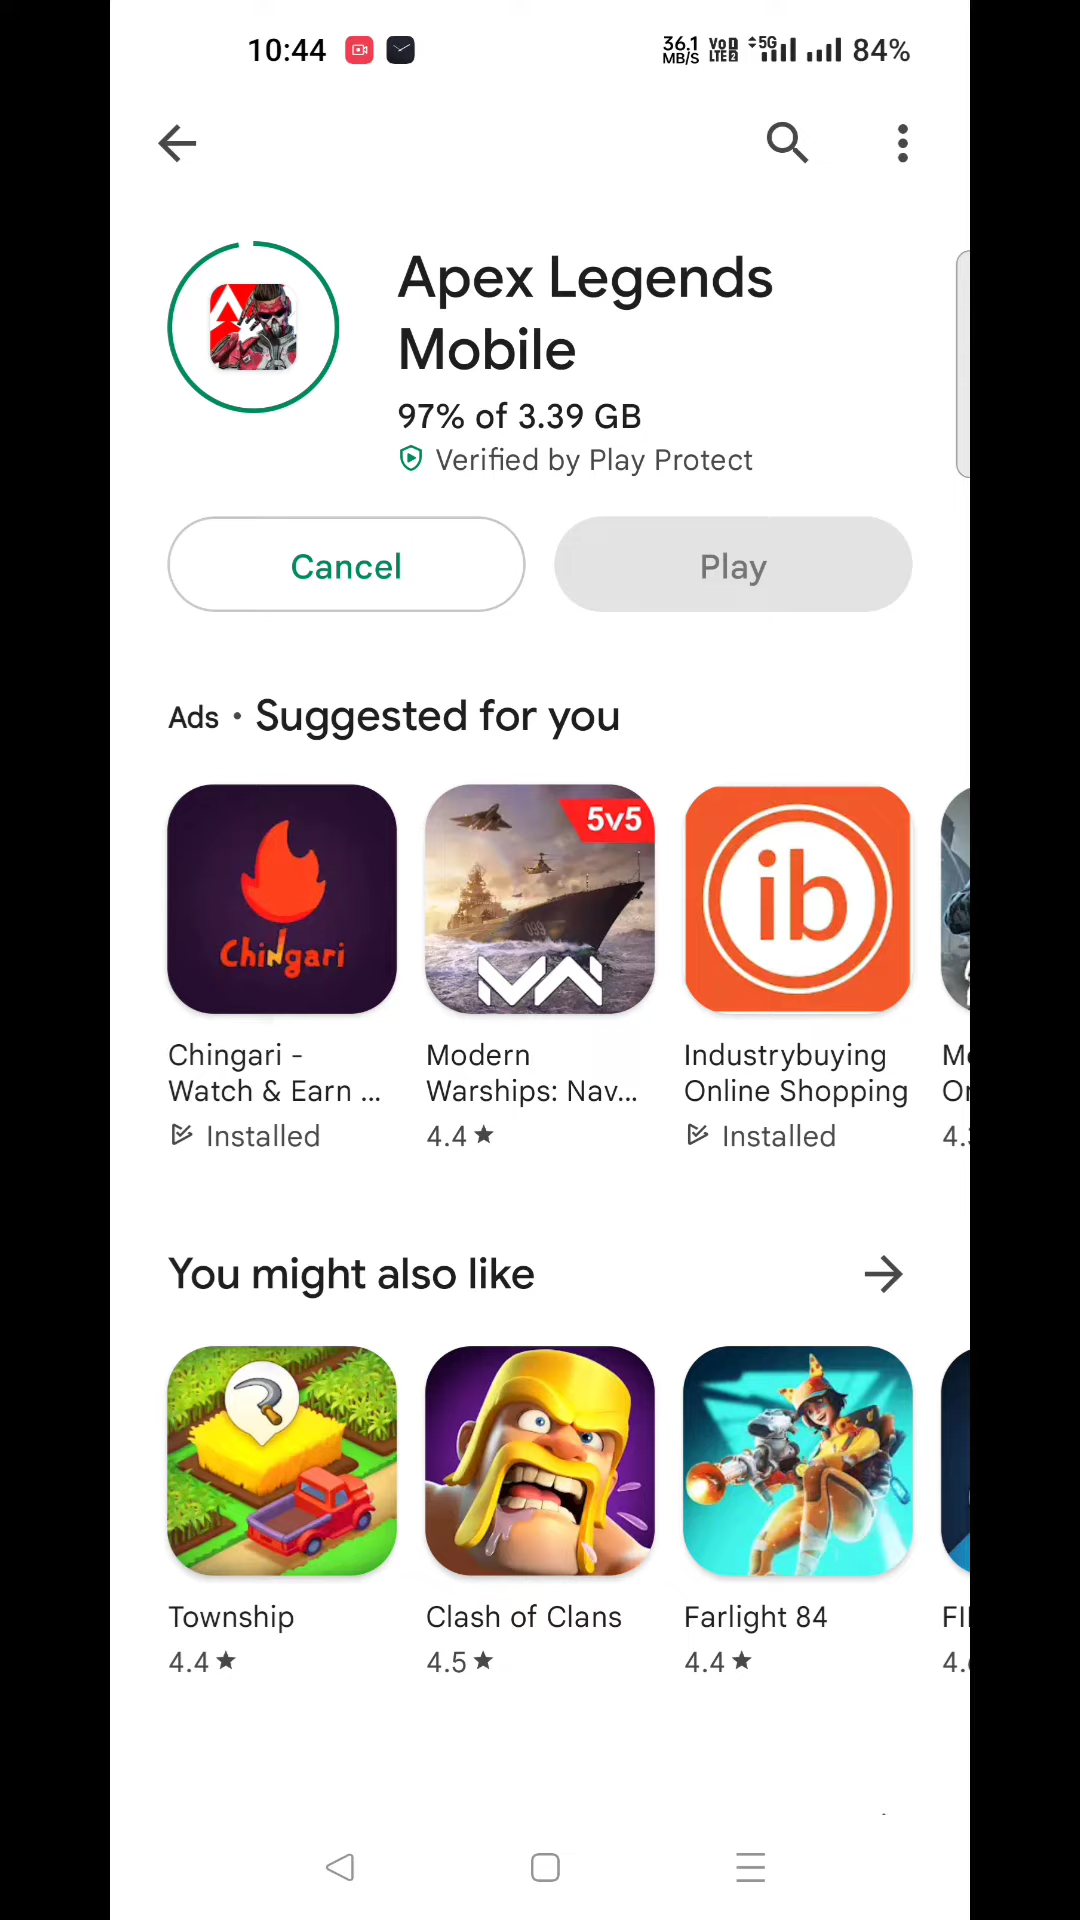 10:44
36.1 MB/S VoD LTE2 5G 84%
Apex Legends
Mobile
97% of 3.39 GB
Verified by Play Protect
Cancel
Play
Ads • Suggested for you
Chingari
5v5
099
MW
ib
Chingari -
Watch & Earn ...
Installed
Modern
Warships: Nav...
4.4 ★
Industrybuying
Online Shopping
Installed
You might also like
Township
4.4 ★
Clash of Clans
4.5 ★
Farlight 84
4.4 ★